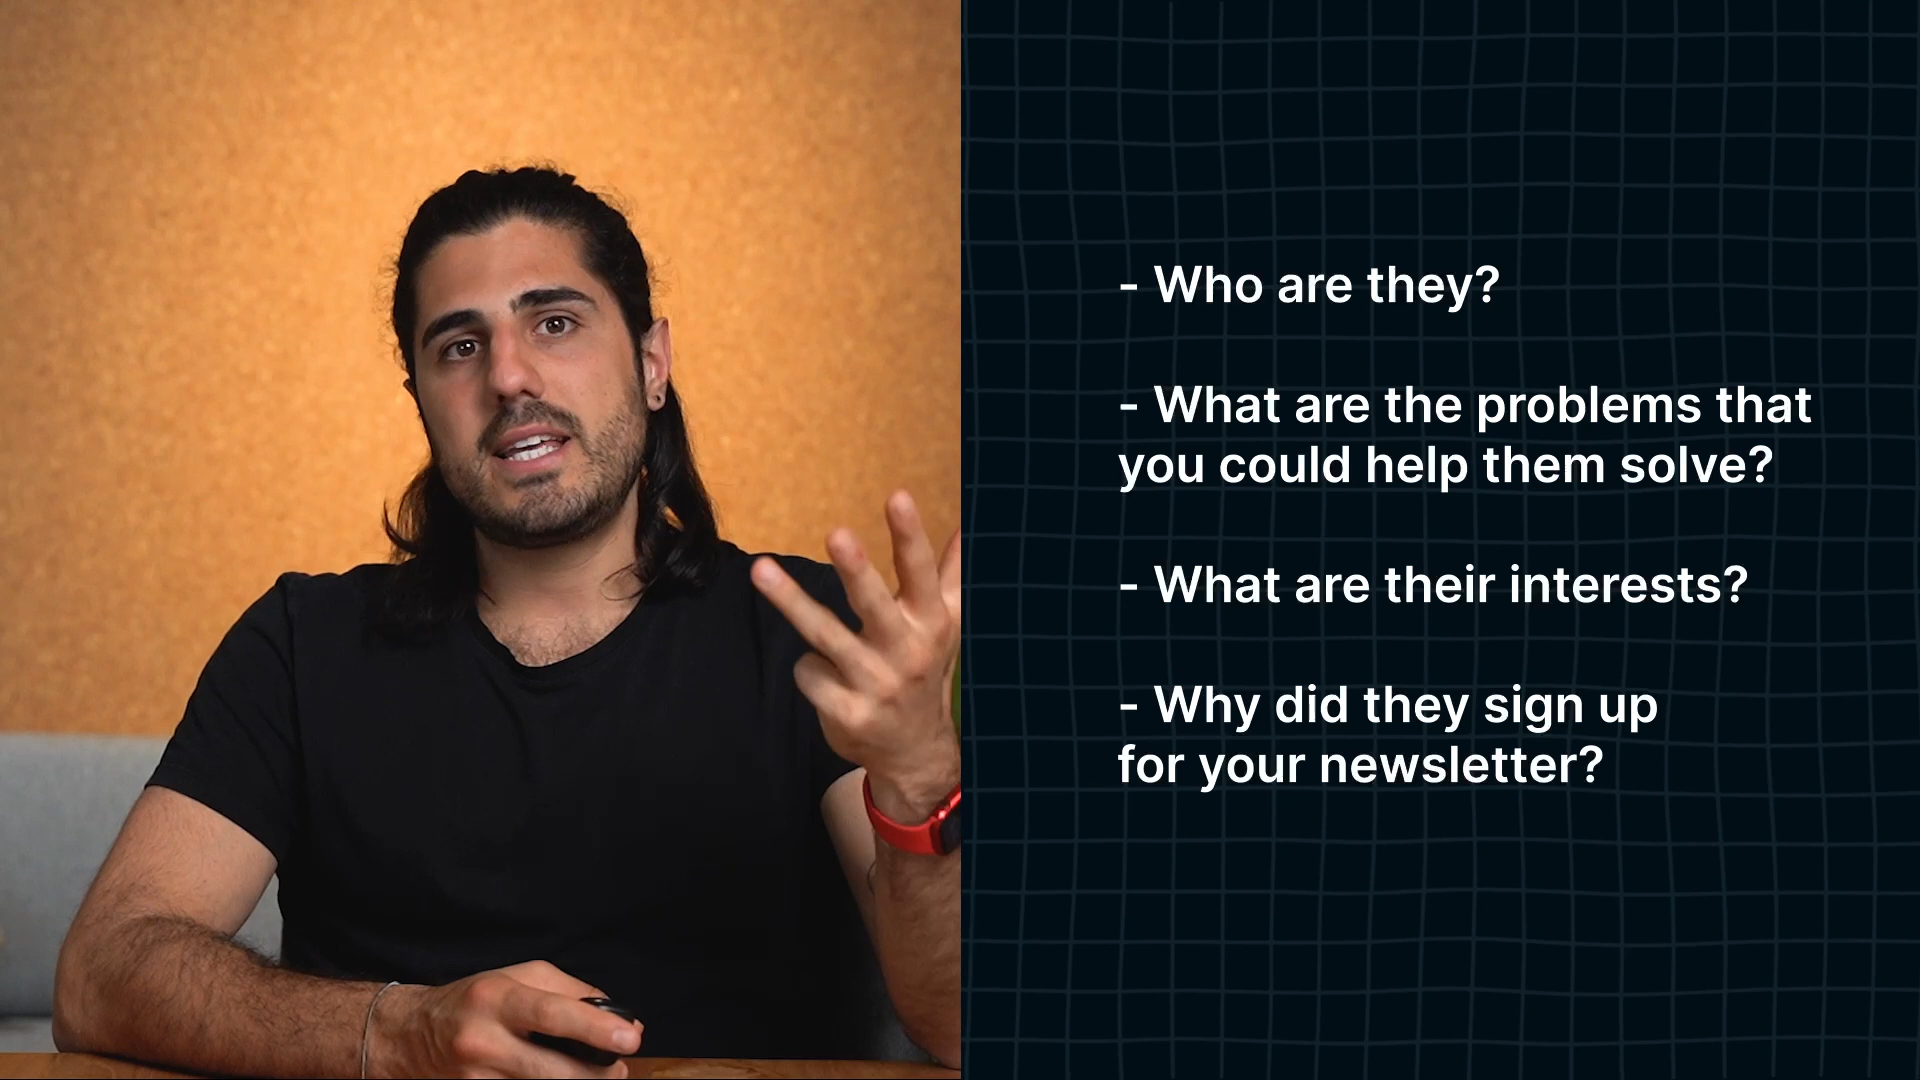 - Who are they?
- What are the problems that
you could help them solve?
- What are their interests?
- Why did they sign up
for your newsletter?